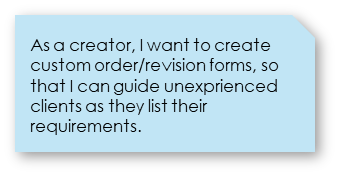 As a creator, I want to create
custom order/revision forms, so
that I can guide unexprienced
clients as they list their
requirements.